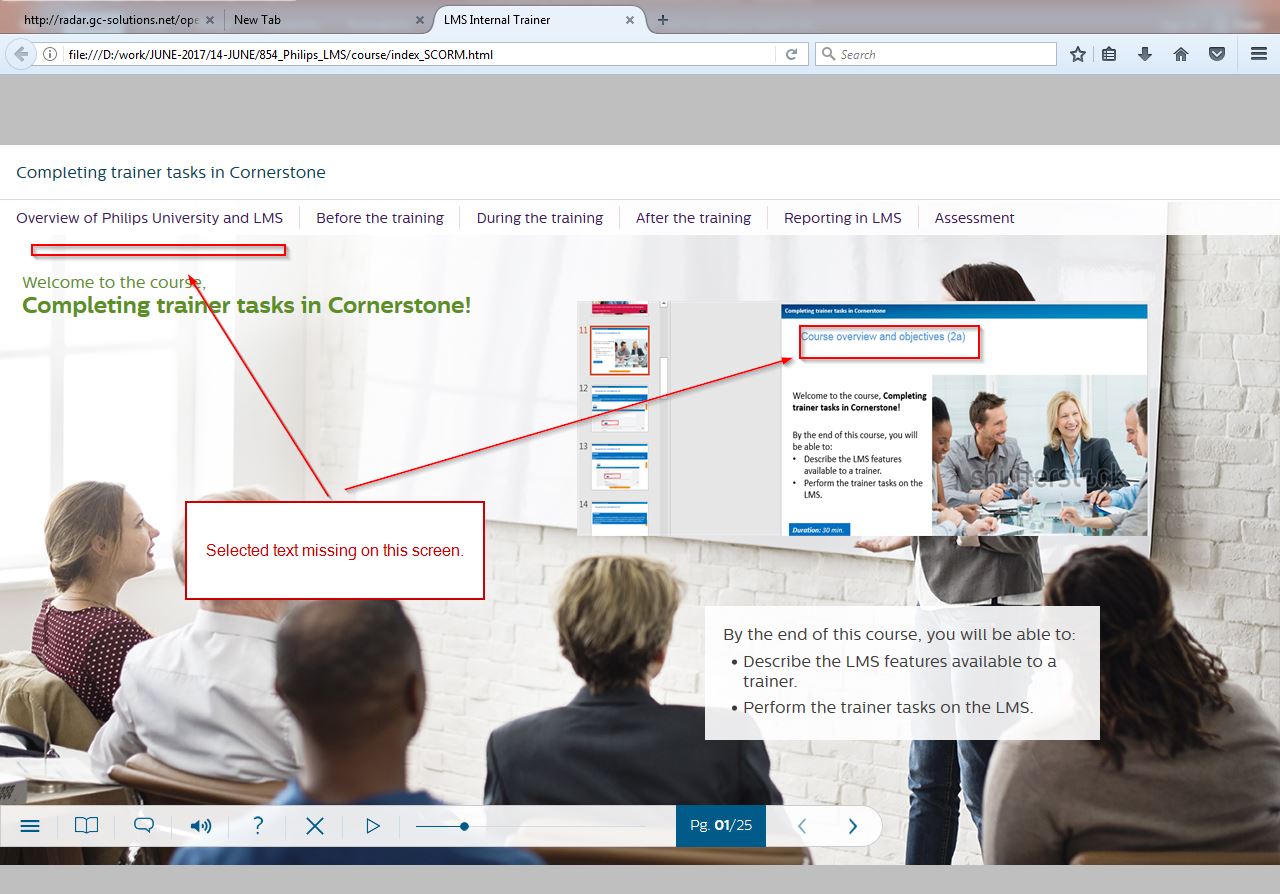 http://radar.gc-solutions.net/ope
New Tab
LMS Internal Trainer
file:///D:/work/JUNE-2017/14-JUNE/854_Philips_LMS/course/index_SCORM.html
Search
Completing trainer tasks in Cornerstone
Overview of Philips University and LMS
Before the training
During the training
After the training
Reporting in LMS
Assessment
Welcome to the course,
Completing trainer tasks in Cornerstone!
11
12
13
14
Completing trainer tasks in Cornerstone
Course overview and objectives (2a)
Welcome to the course, Completing
trainer tasks in Cornerstone!
By the end of this course, you will
be able to:
• Describe the LMS features
available to a trainer.
• Perform the trainer tasks on the
LMS.
shutterstock
Duration: 30 min.
Selected text missing on this screen.
By the end of this course, you will be able to:
• Describe the LMS features available to a
trainer.
• Perform the trainer tasks on the LMS.
?
Pg. 01/25